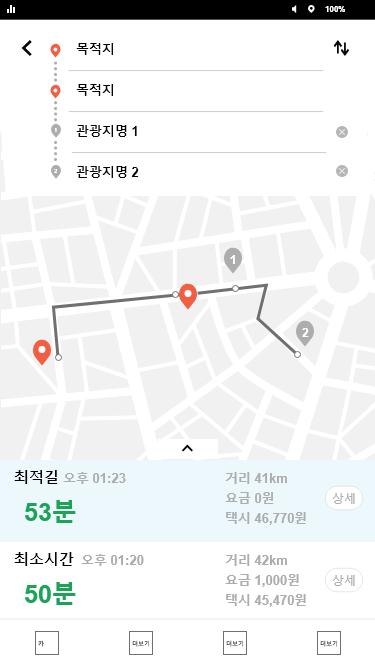 100%
목적지
목적지
1 관광지명 1
2 관광지명 2
1
2
최적길 오후 01:23
53분
거리 41km
요금 0원
택시 46,770원
상세
최소시간 오후 01:20
50분
거리 42km
요금 1,000원
택시 45,470원
상세
카 더보기 더보기 더보기